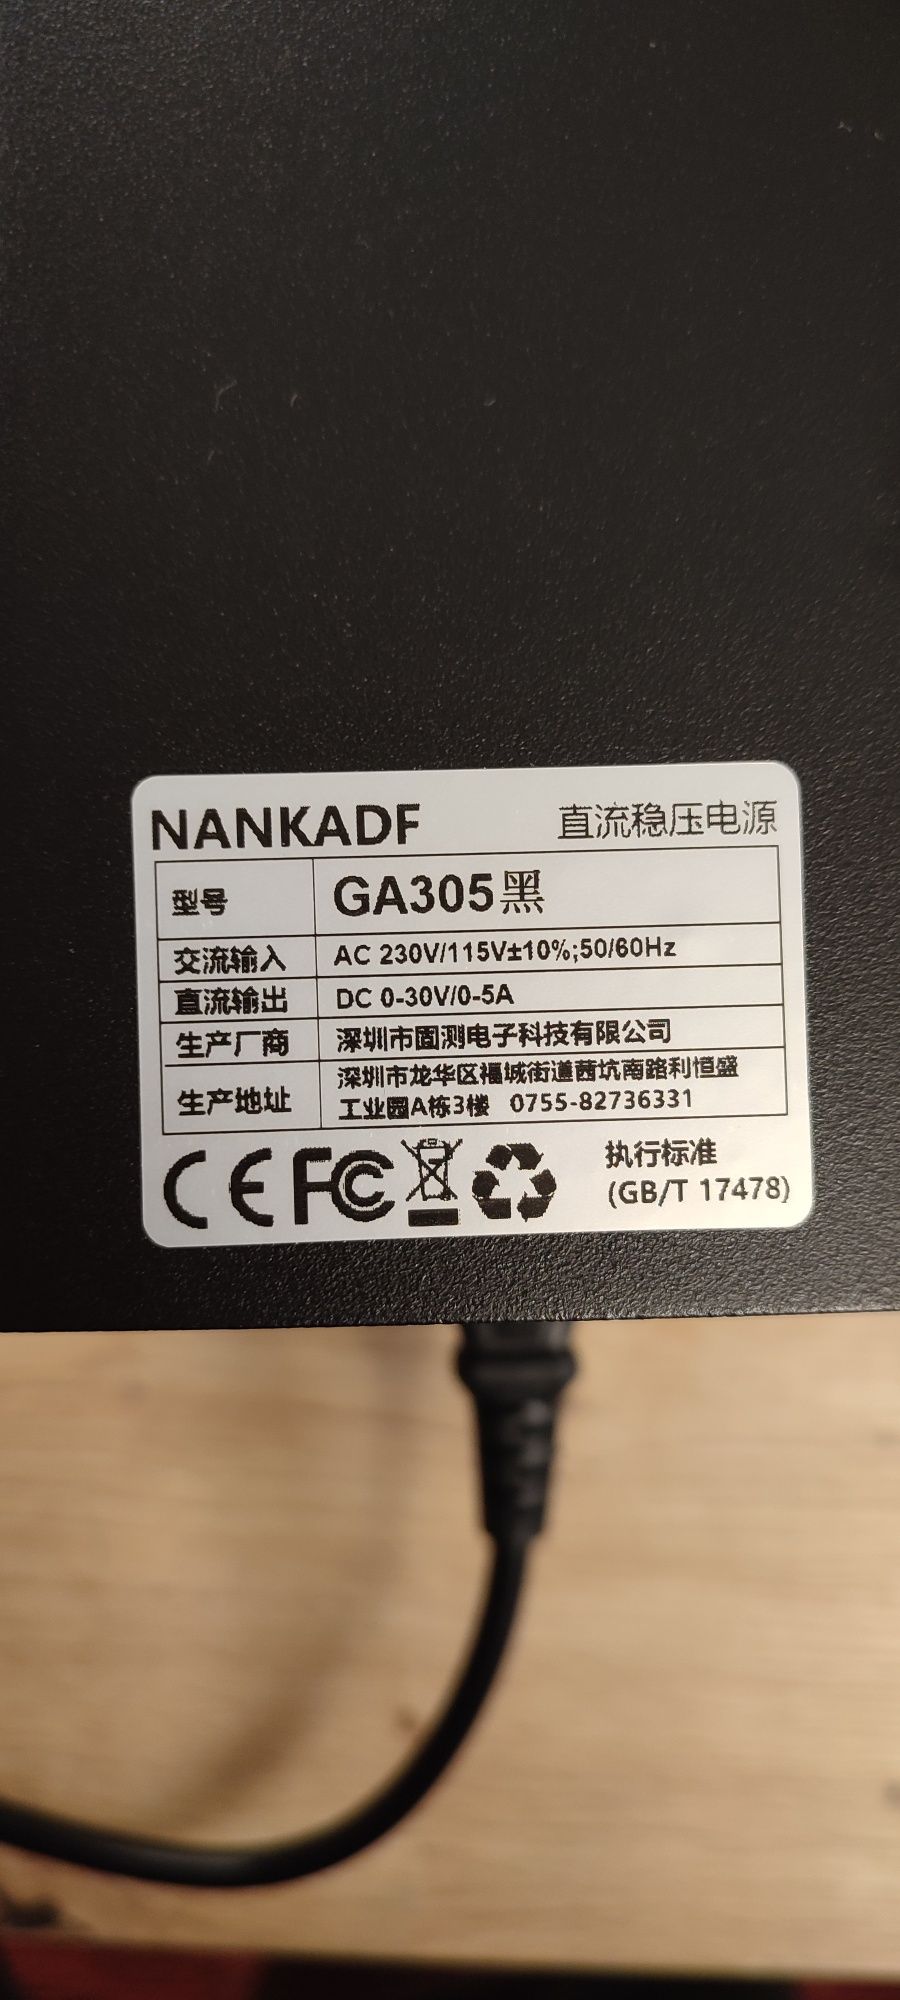 NANKADF 直流稳压电源
型号 GA305黑
交流输入 AC 230V/115V±10%;50/60Hz
直流输出 DC 0-30V/0-5A
生产厂商 深圳市固测电子科技有限公司
生产地址 深圳市龙华区福城街道茜坑南路利恒盛
工业园A栋3楼 0755-82736331
CE FC 执行标准
(GB/T 17478)